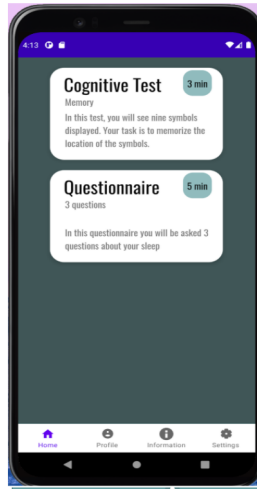 4:13
Cognitive Test
3 min
Memory
In this test, you will see nine symbols
displayed. Your task is to memorize the
location of the symbols.
Questionnaire
5 min
3 questions
In this questionnaire you will be asked 3
questions about your sleep
Home
Profile
Information
Settings